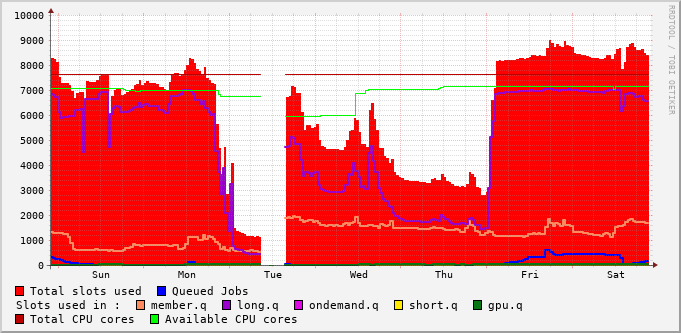 RRDTOOL / TOBI OETIKER
10000
9000
8000
7000
6000
5000
4000
3000
2000
1000
0
Sun Mon Tue Wed Thu Fri Sat
Total slots used Queued Jobs
Slots used in : member.q long.q ondemand.q short.q gpu.q
Total CPU cores Available CPU cores